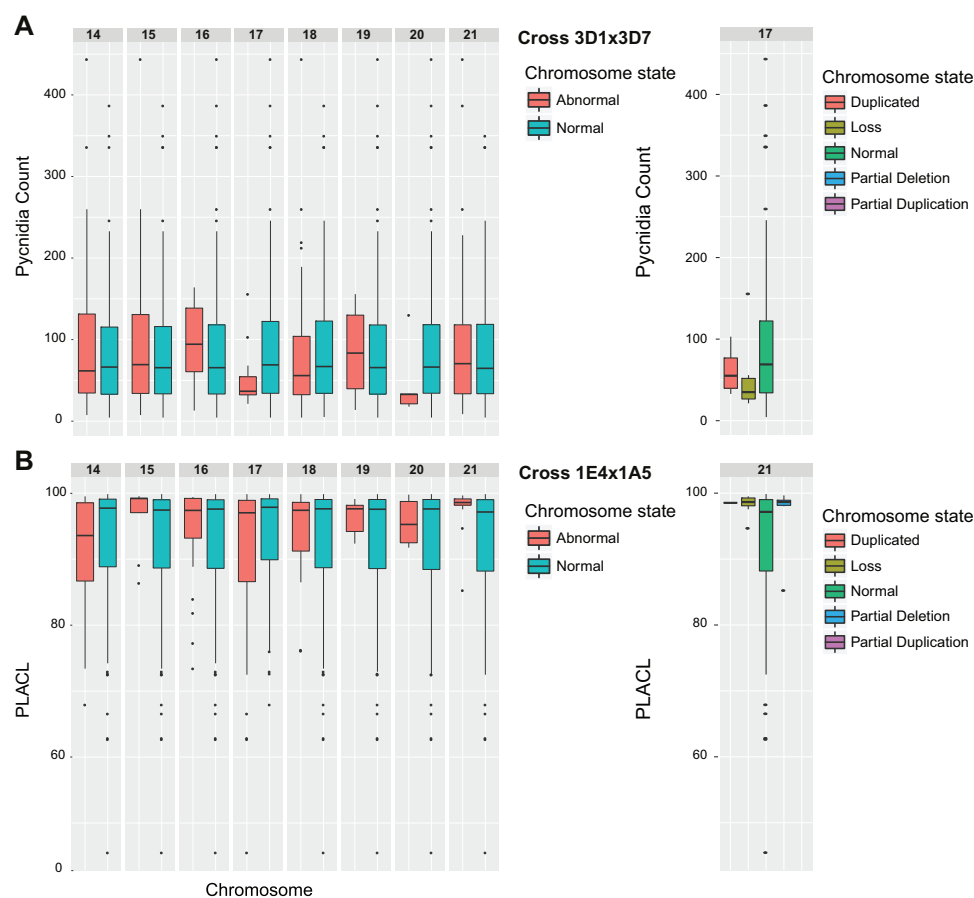 A
14 15 16 17 18 19 20 21
Cross 3D1x3D7
Chromosome state
Abnormal
Normal
Pycnidia Count
400
300
200
100
0
17
Chromosome state
Duplicated
Loss
Normal
Partial Deletion
Partial Duplication
Pycnidia Count
400
300
200
100
0
B
14 15 16 17 18 19 20 21
Cross 1E4x1A5
Chromosome state
Abnormal
Normal
PLACL
100
80
60
0
Chromosome
21
Chromosome state
Duplicated
Loss
Normal
Partial Deletion
Partial Duplication
PLACL
100
80
60